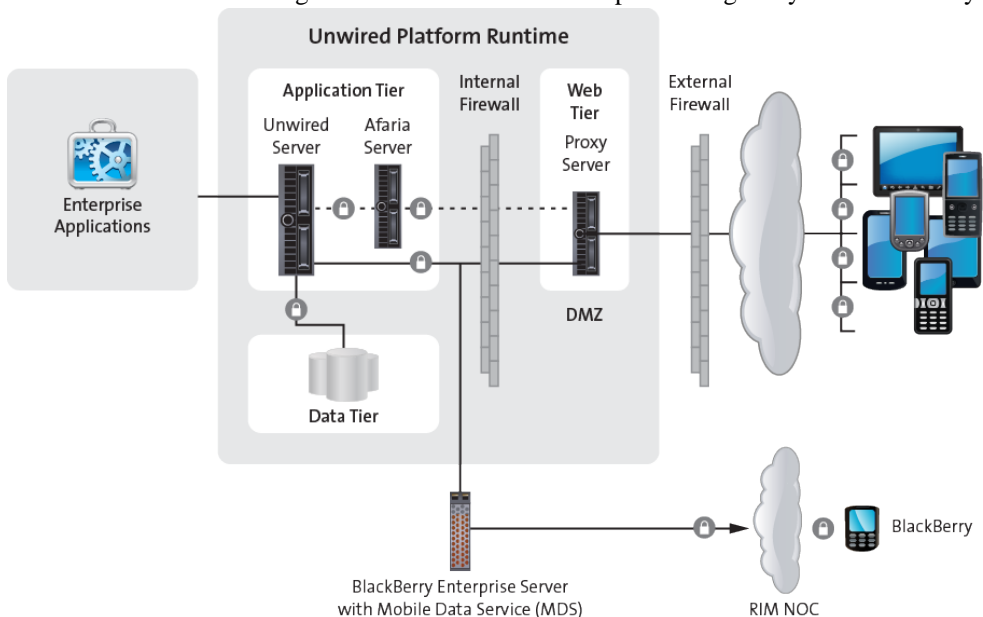 Unwired Platform Runtime
Application Tier
Unwired
Server
Afaria
Server
Internal
Firewall
Web
Tier
Proxy
Server
External
Firewall
Enterprise
Applications
DMZ
Data Tier
BlackBerry
BlackBerry Enterprise Server
with Mobile Data Service (MDS)
RIM NOC